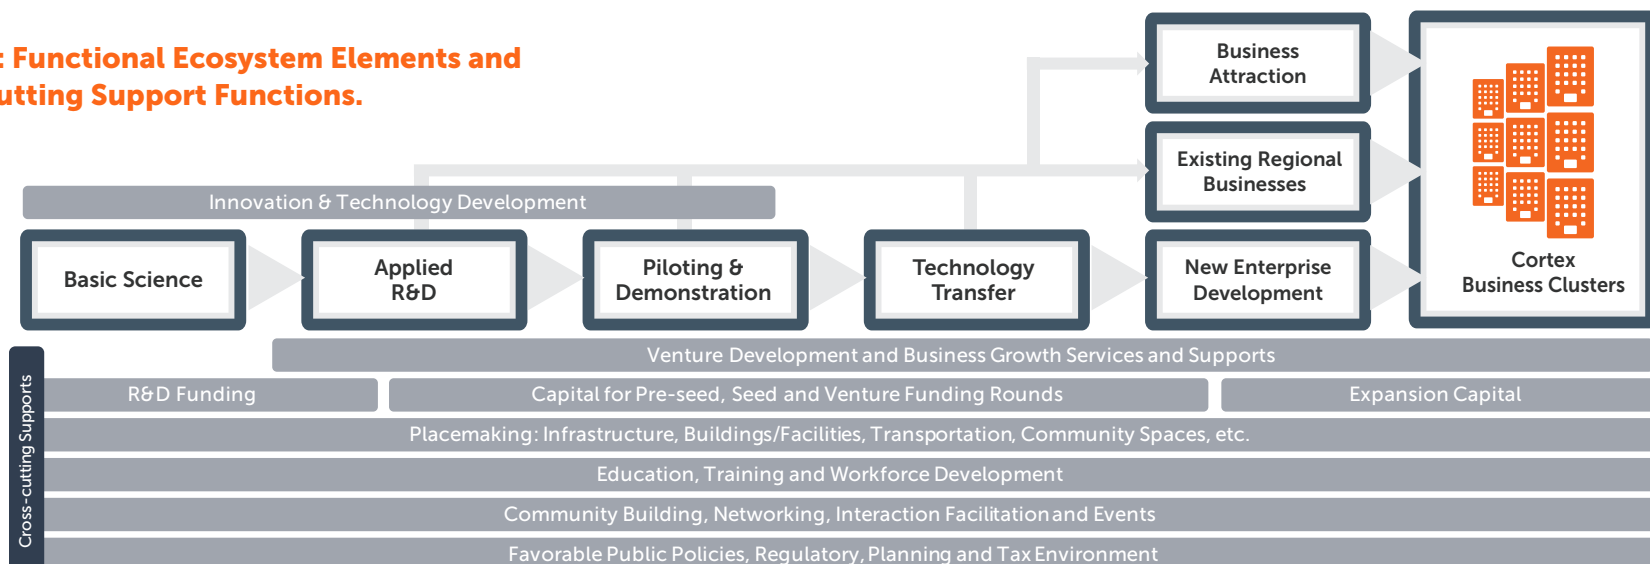 : Functional Ecosystem Elements and
utting Support Functions.
Business
Attraction
Existing Regional
Businesses
Innovation & Technology Development
Basic Science
Applied
R&D
Piloting &
Demonstration
Technology
Transfer
New Enterprise
Development
Cortex
Business Clusters
Cross-cutting Supports
Venture Development and Business Growth Services and Supports
R&D Funding
Capital for Pre-seed, Seed and Venture Funding Rounds
Expansion Capital
Placemaking: Infrastructure, Buildings/Facilities, Transportation, Community Spaces, etc.
Education, Training and Workforce Development
Community Building, Networking, Interaction Facilitation and Events
Favorable Public Policies, Regulatory, Planning and Tax Environment